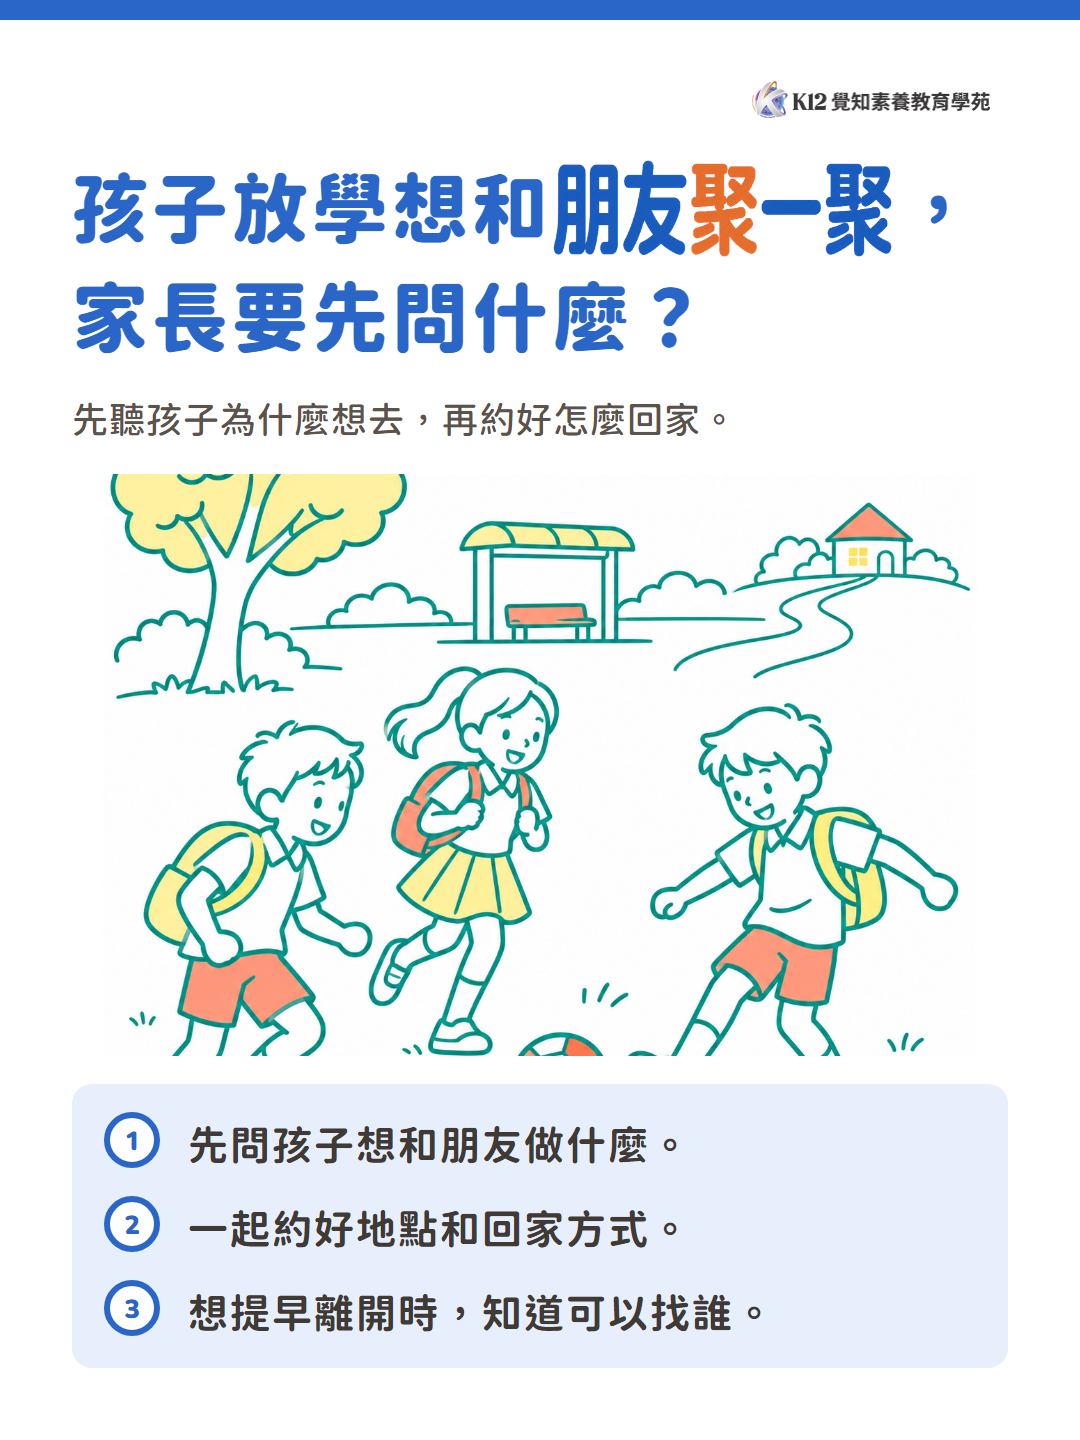 K12 覺知素養教育學苑
孩子放學想和朋友聚一聚，
家長要先問什麼？
先聽孩子為什麼想去，再約好怎麼回家。
1 先問孩子想和朋友做什麼。
2 一起約好地點和回家方式。
3 想提早離開時，知道可以找誰。